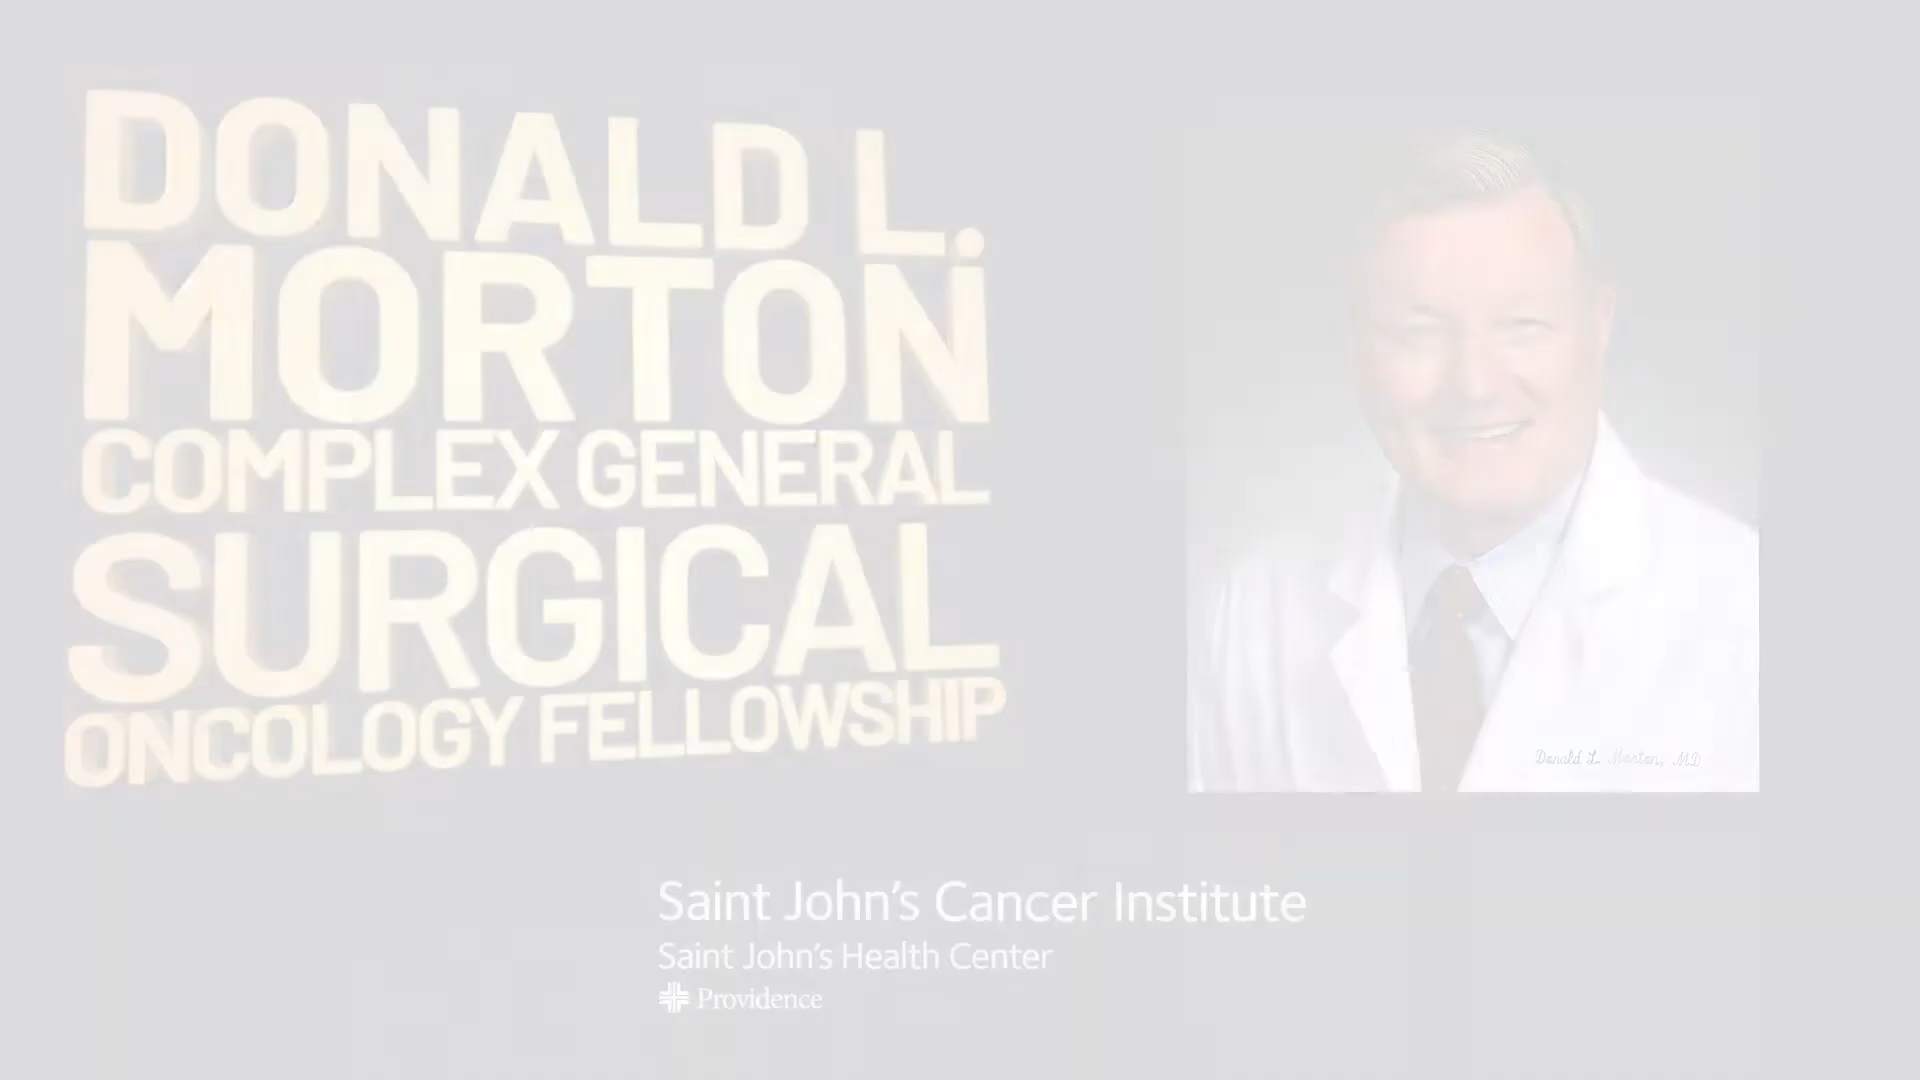 DONALD L.
MORTON
COMPLEX GENERAL
SURGICAL
ONCOLOGY FELLOWSHIP
Donald L. Morton, MD
Saint John's Cancer Institute
Saint John's Health Center
Providence